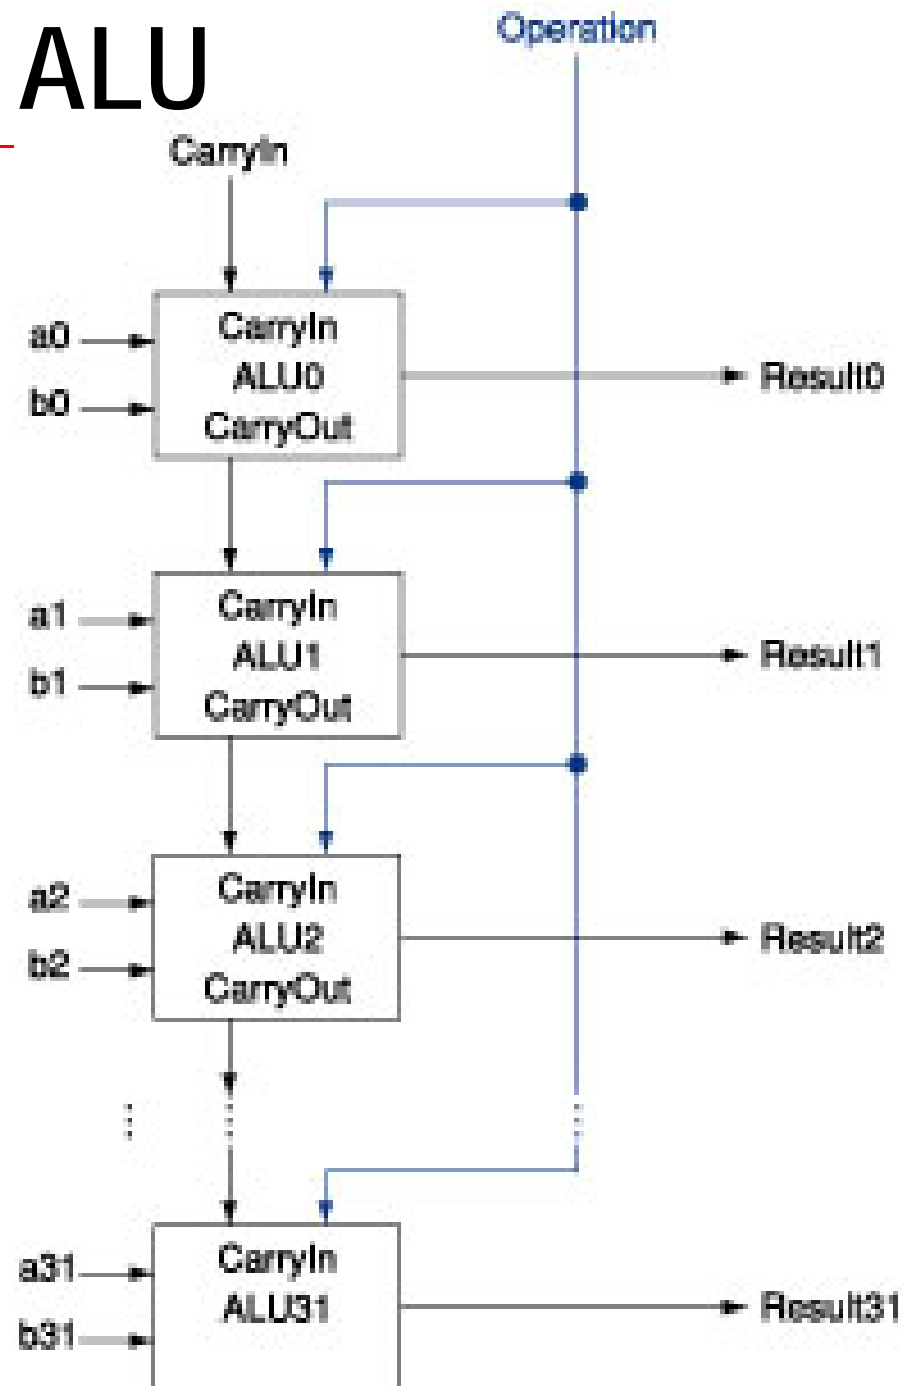 ALU
Operation
CarryIn
a0
b0
CarryIn
ALU0
CarryOut
Result0
a1
b1
CarryIn
ALU1
CarryOut
Result1
a2
b2
CarryIn
ALU2
CarryOut
Result2
a31
b31
CarryIn
ALU31
Result31